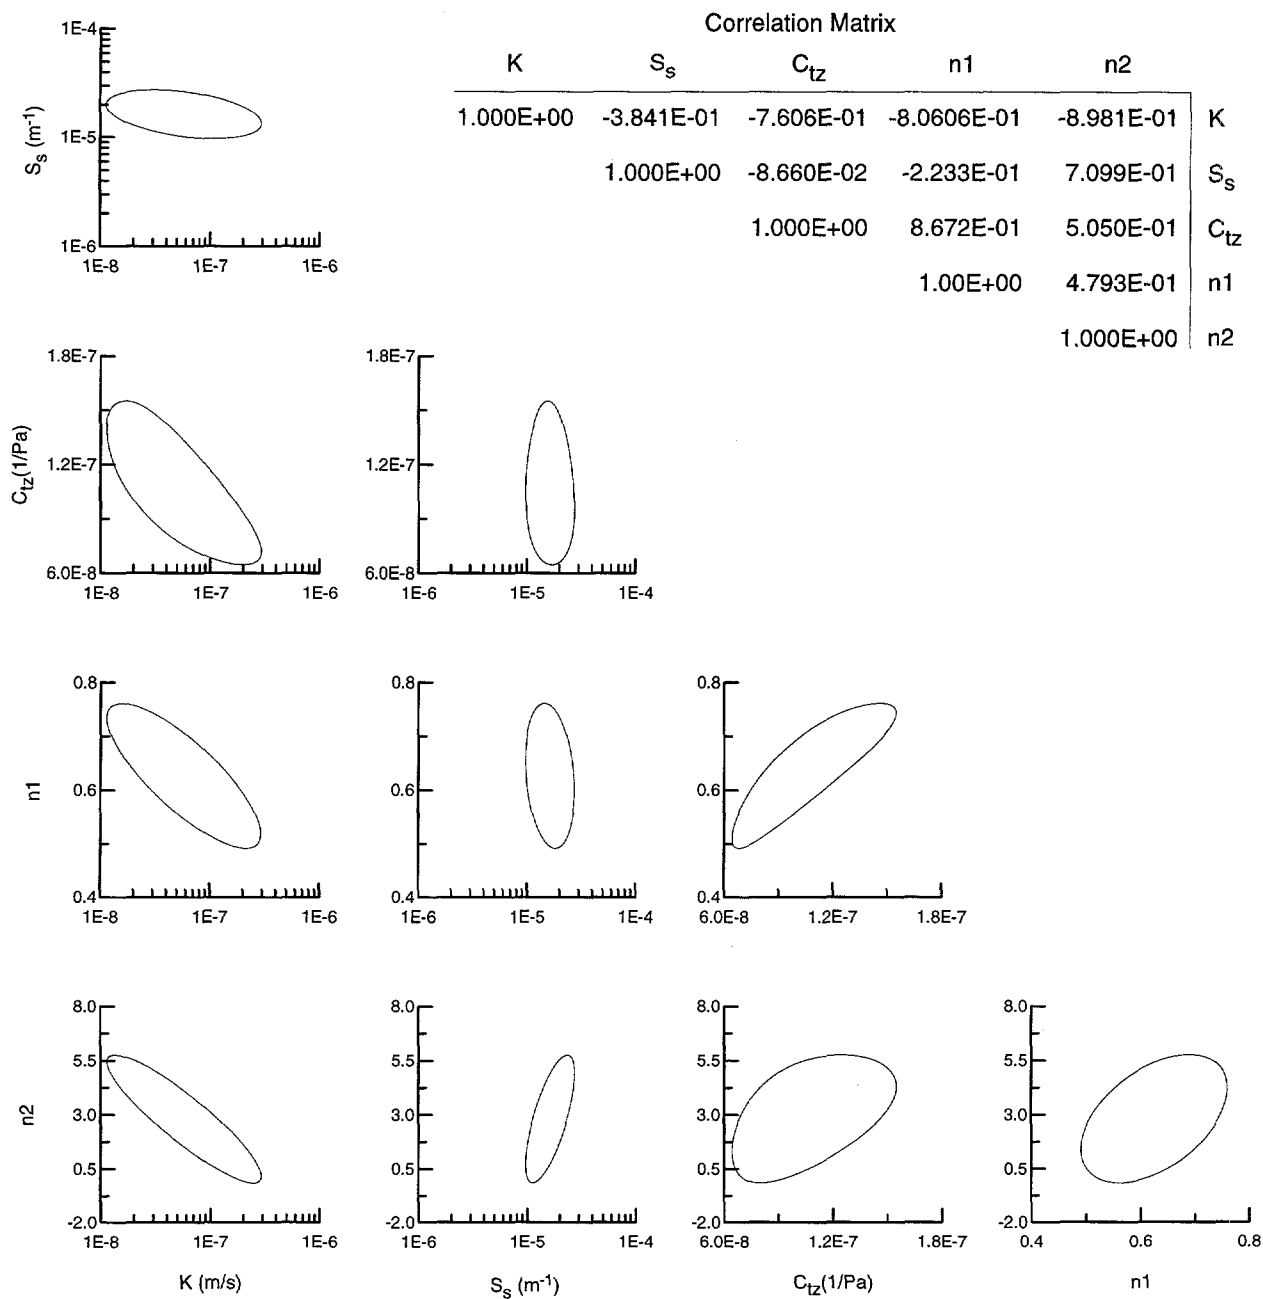 Correlation Matrix
K Ss Ctz n1 n2
1.000E+00 -3.841E-01 -7.606E-01 -8.0606E-01 -8.981E-01 K
1.000E+00 -8.660E-02 -2.233E-01 7.099E-01 Ss
1.000E+00 8.672E-01 5.050E-01 Ctz
1.00E+00 4.793E-01 n1
1.000E+00 n2
1E-4
Ss (m-1)
1E-5
1E-6
1E-8 1E-7 1E-6
1.8E-7 1.8E-7
Ctz(1/Pa)
1.2E-7 1.2E-7
6.0E-8 6.0E-8
1E-8 1E-7 1E-6 1E-6 1E-5 1E-4
0.8 0.8 0.8
n1
0.6 0.6 0.6
0.4 0.4 0.4
1E-8 1E-7 1E-6 1E-6 1E-5 1E-4 6.0E-8 1.2E-7 1.8E-7
8.0 8.0 8.0 8.0
5.5 5.5 5.5 5.5
n2
3.0 3.0 3.0 3.0
0.5 0.5 0.5 0.5
-2.0 -2.0 -2.0 -2.0
1E-8 1E-7 1E-6 1E-6 1E-5 1E-4 6.0E-8 1.2E-7 1.8E-7 0.4 0.6 0.8
K (m/s) Ss (m-1) Ctz(1/Pa) n1